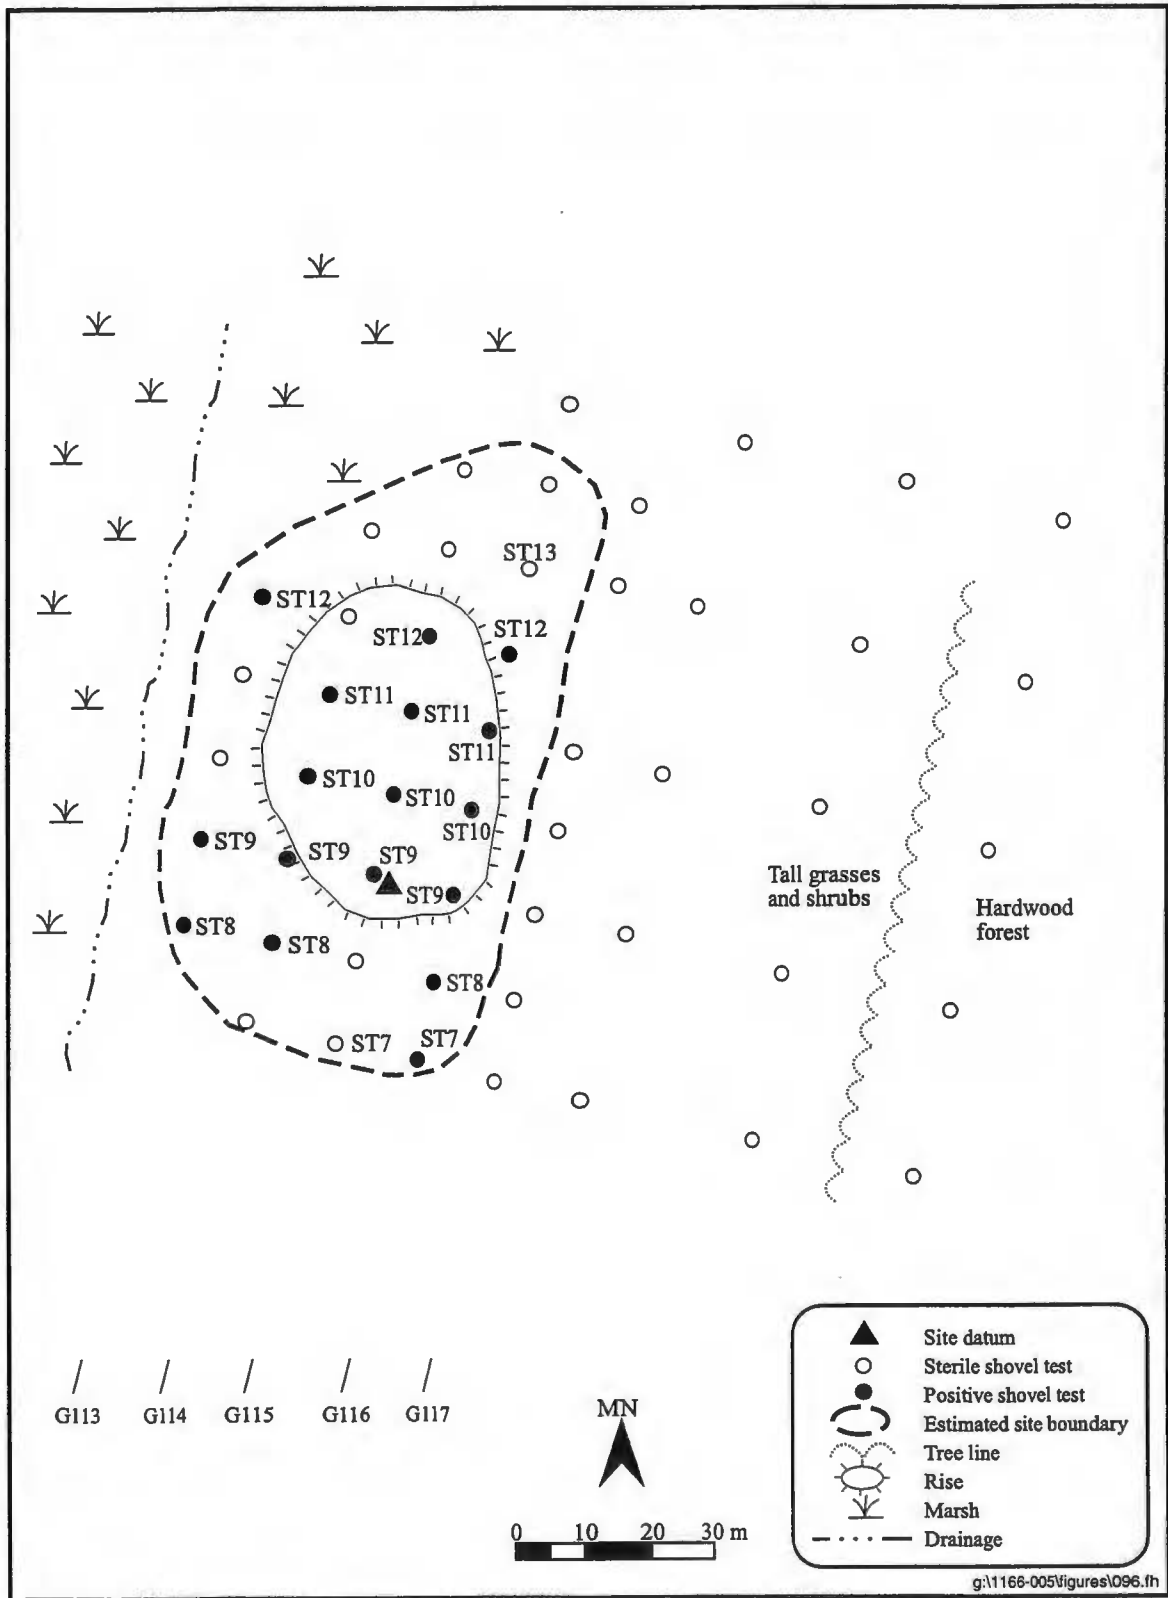 ST13
ST12
ST12
ST12
ST11
ST11
ST11
ST10
ST10
ST10
ST9
ST9
ST9
ST9
ST8
ST8
ST8
ST7
ST7
Tall grasses
and shrubs
Hardwood
forest
G113 G114 G115 G116 G117
MN
0 10 20 30 m
Site datum
Sterile shovel test
Positive shovel test
Estimated site boundary
Tree line
Rise
Marsh
Drainage
g:\1166-005\figures\096.fh